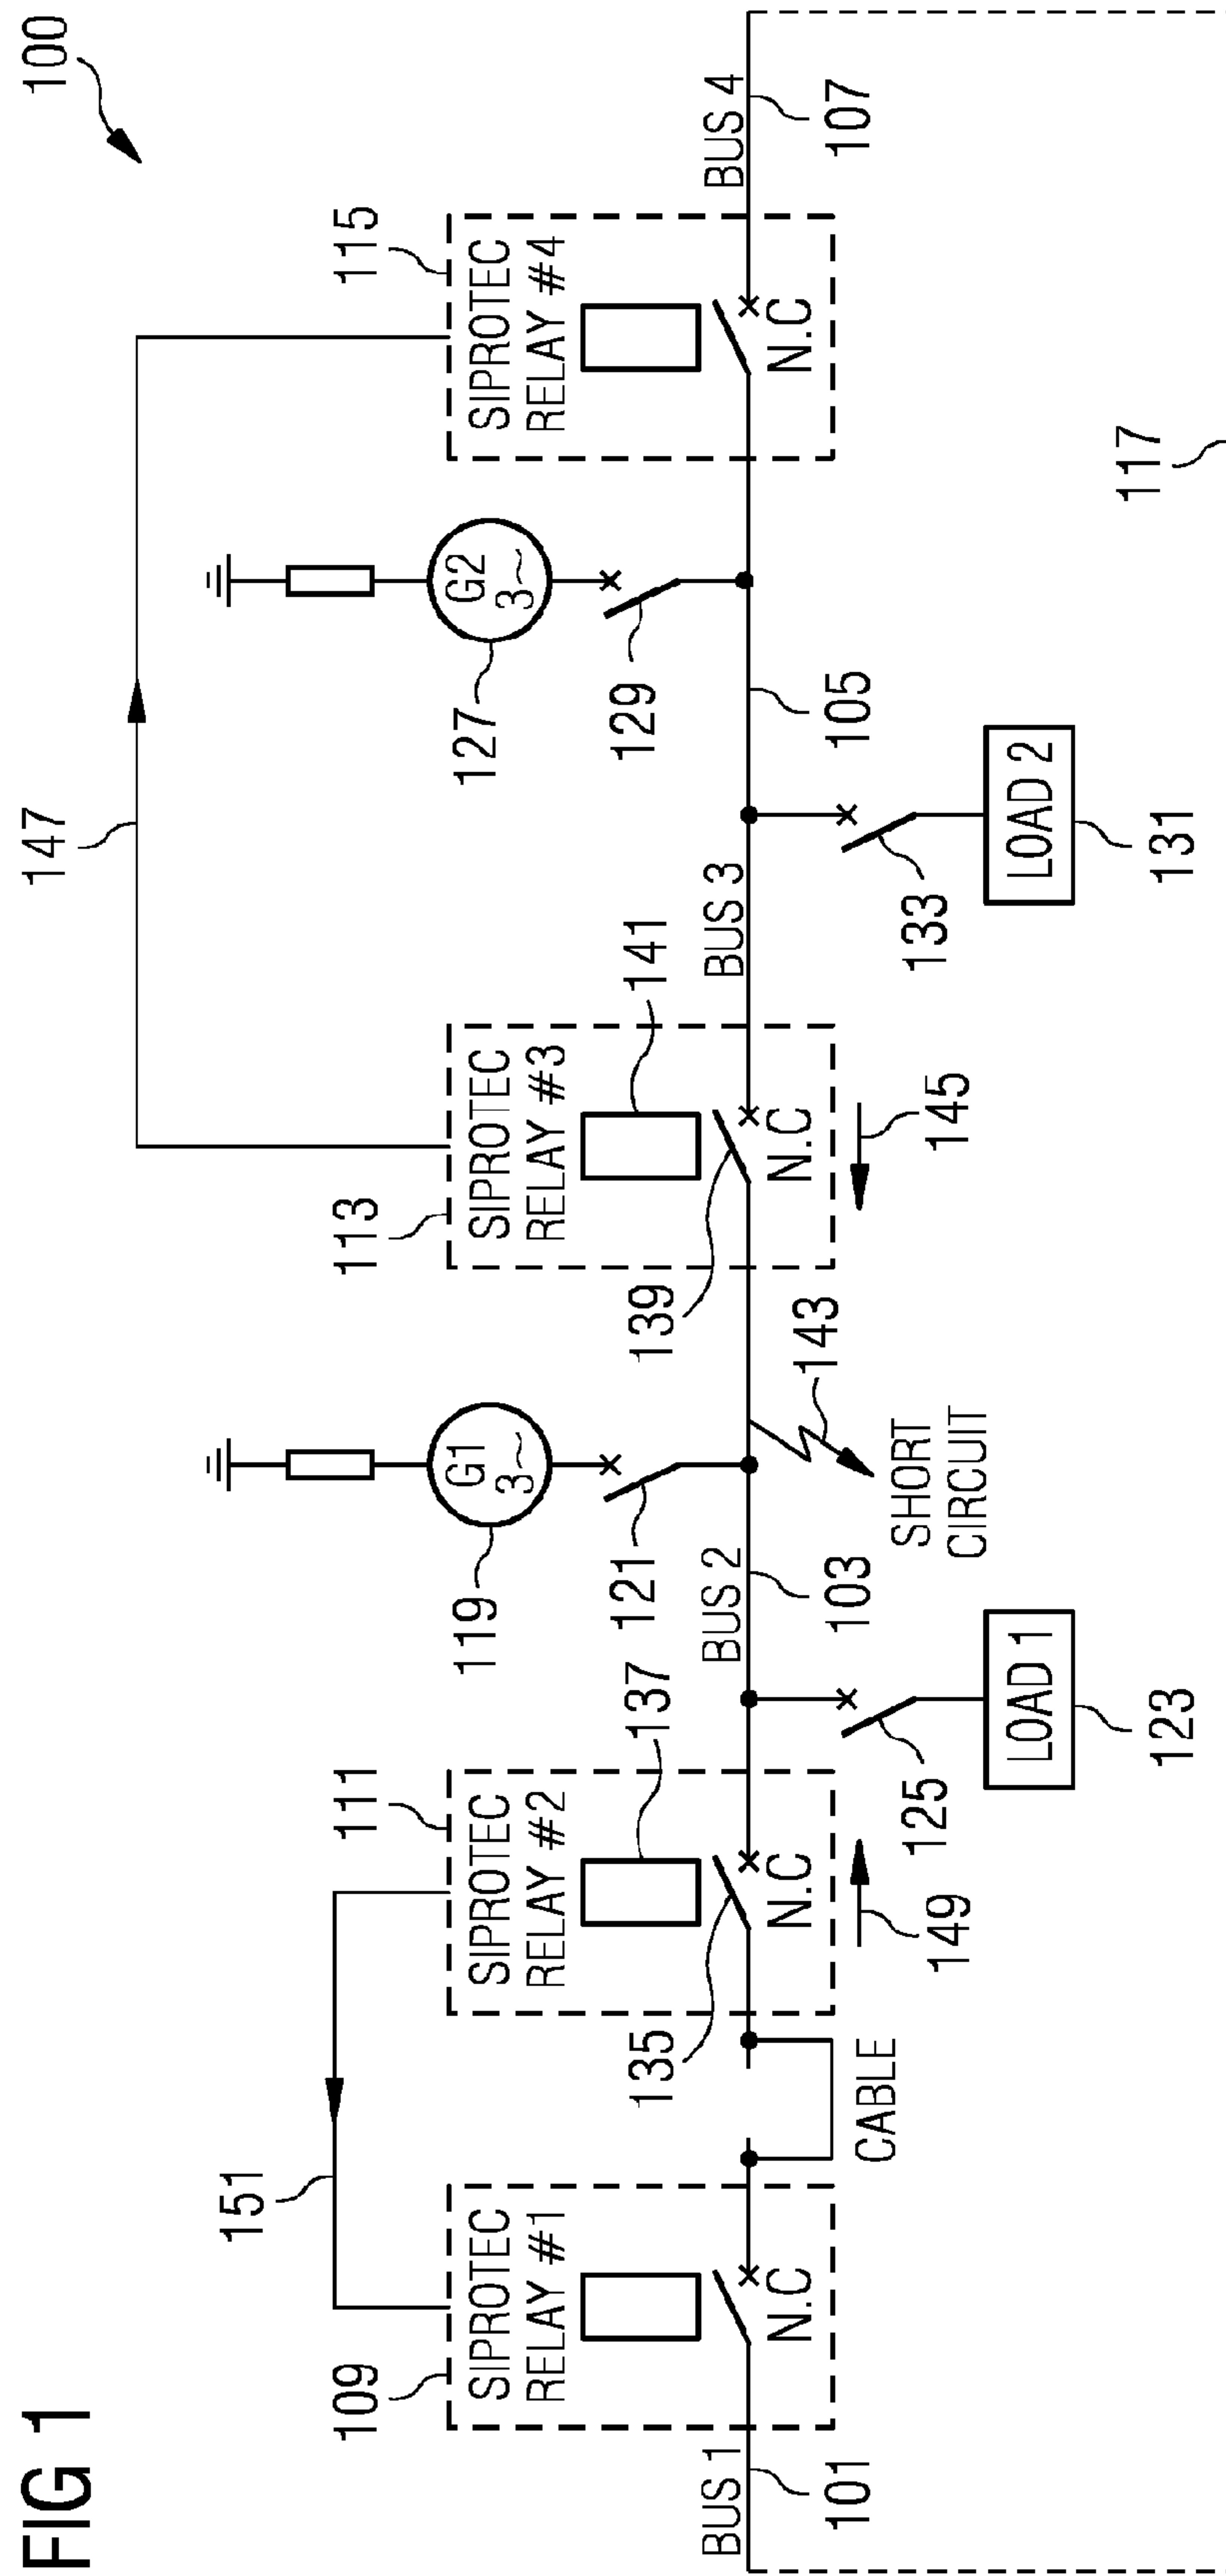 FIG 1
100
147
151
109
111
113
115
SIPROTEC
RELAY #1
SIPROTEC
RELAY #2
SIPROTEC
RELAY #3
SIPROTEC
RELAY #4
G1
3~
G2
3~
119
127
137
141
135
121
139
129
BUS 1
BUS 2
BUS 3
BUS 4
N.C
N.C
N.C
N.C
101
103
105
107
CABLE
149
143
145
SHORT
CIRCUIT
125
133
LOAD 1
LOAD 2
123
131
117